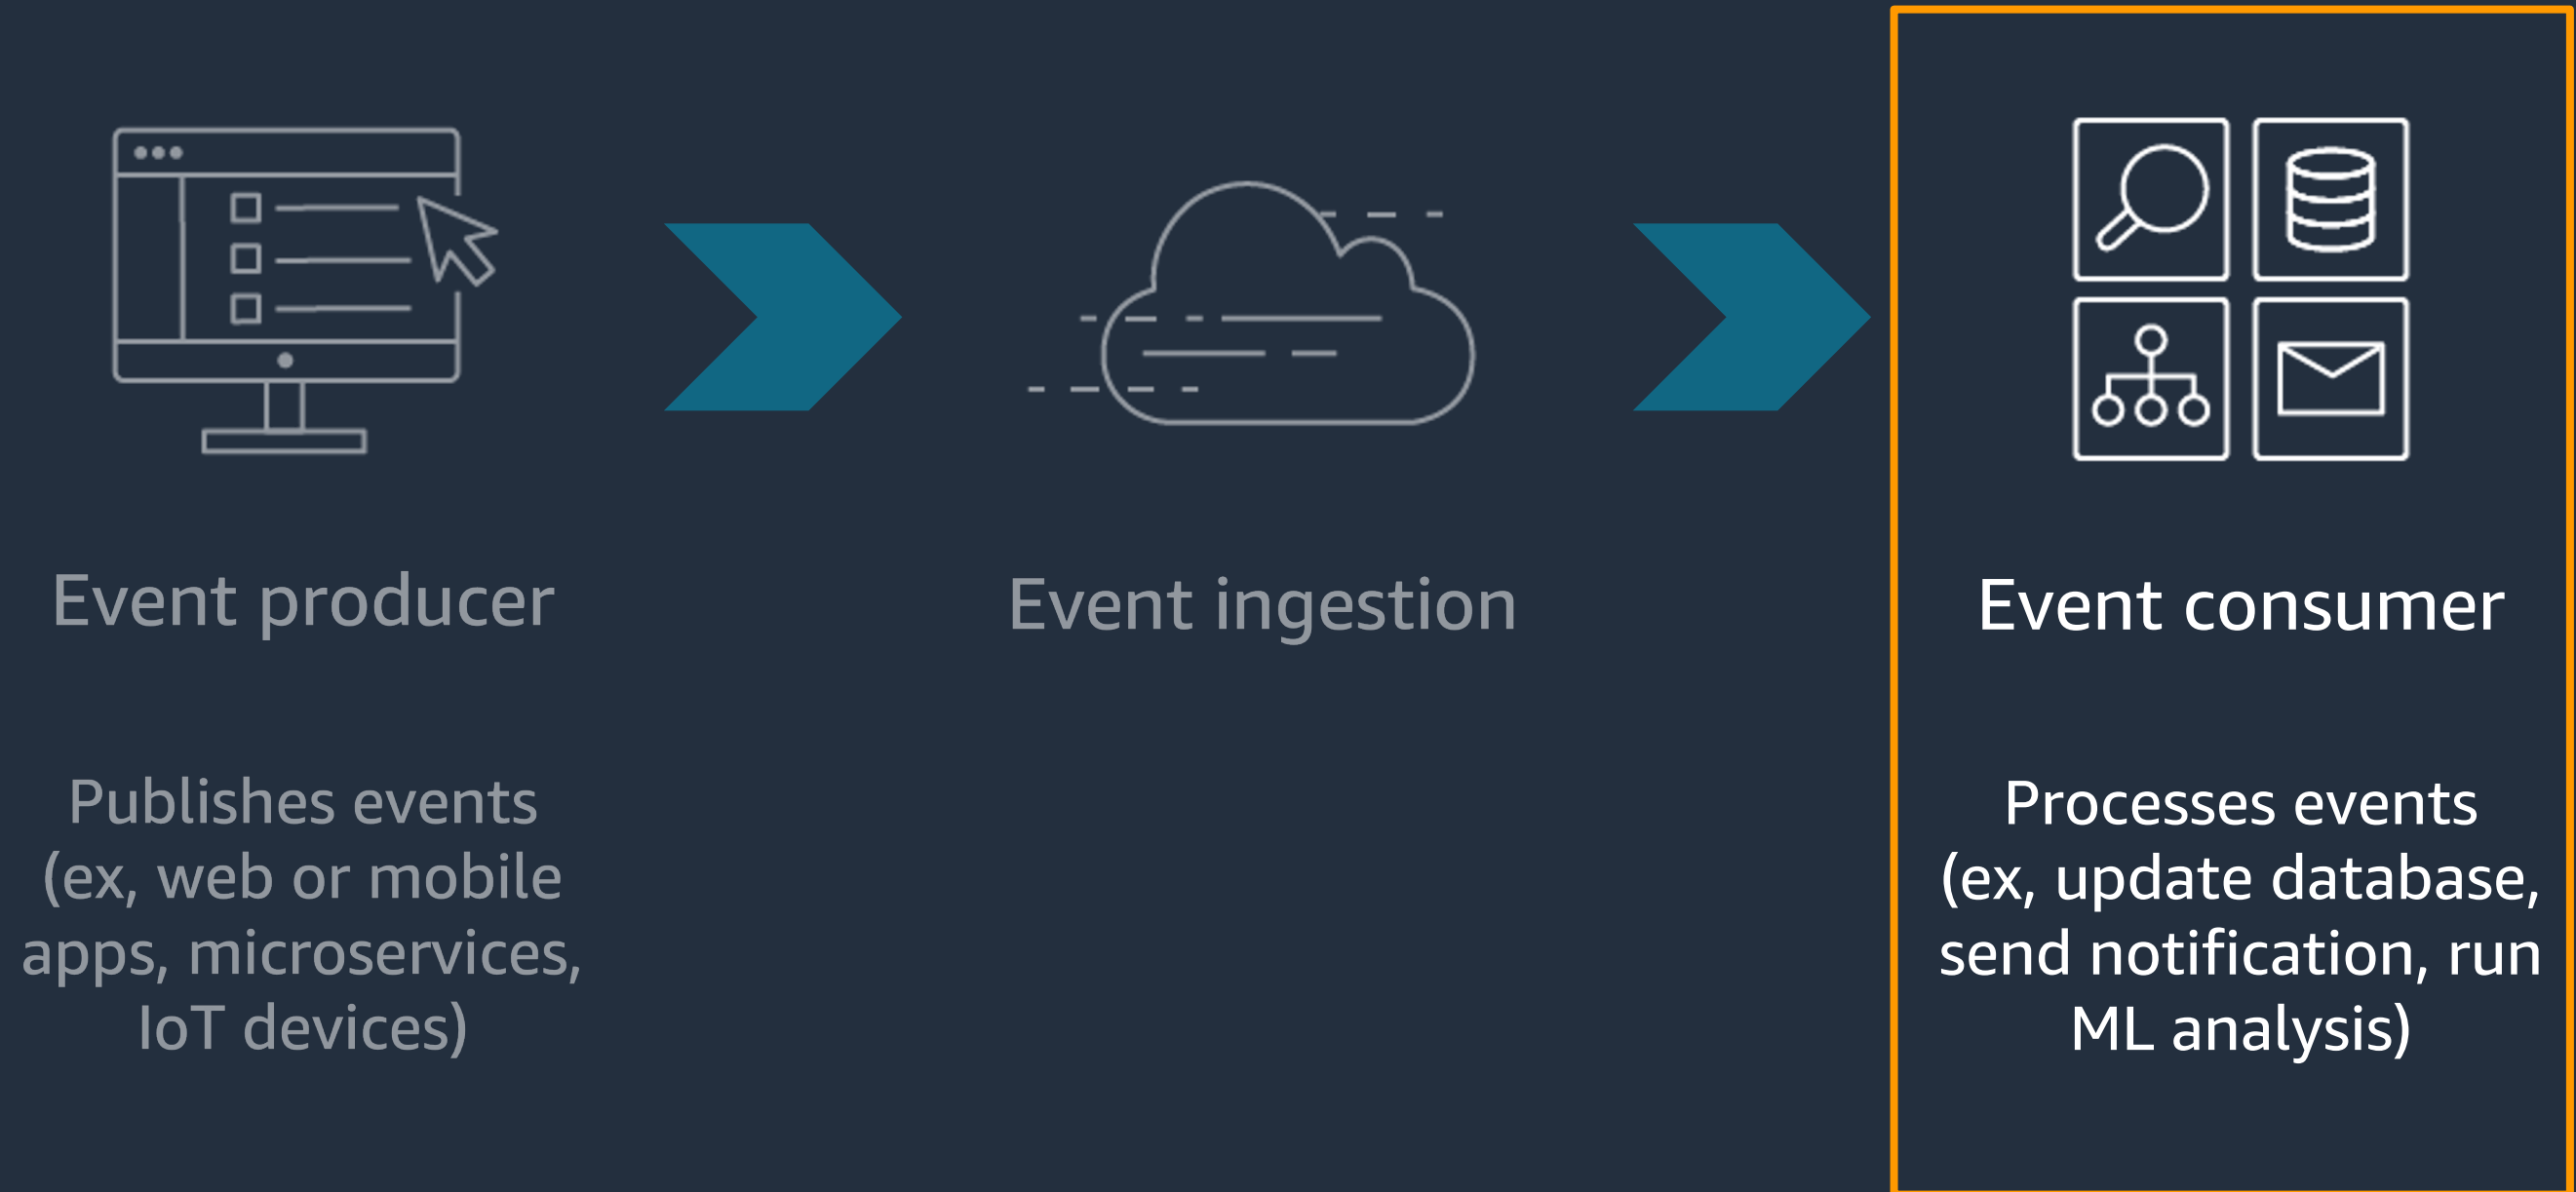 Event producer
Event ingestion
Event consumer
Publishes events
(ex, web or mobile
apps, microservices,
IoT devices)
Processes events
(ex, update database,
send notification, run
ML analysis)